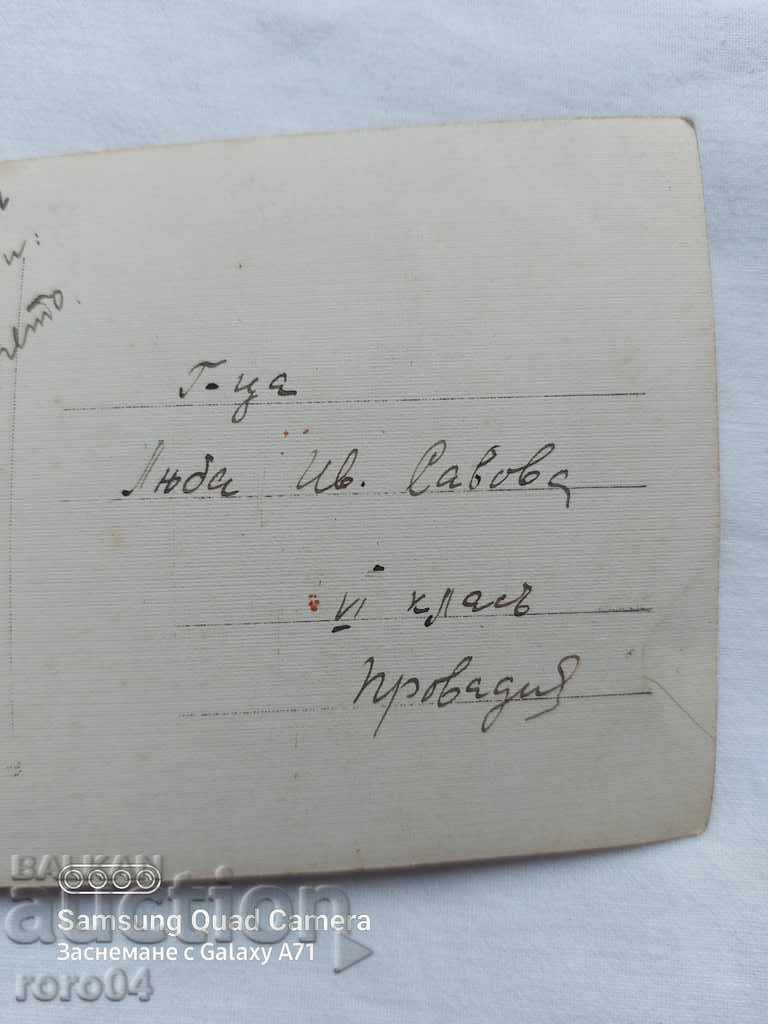 и:
Г-ца
Люба Ив. Савова
VI класъ
Провадия
BALKAN
auction
Samsung Quad Camera
Заснемане с Galaxy A71
roro04